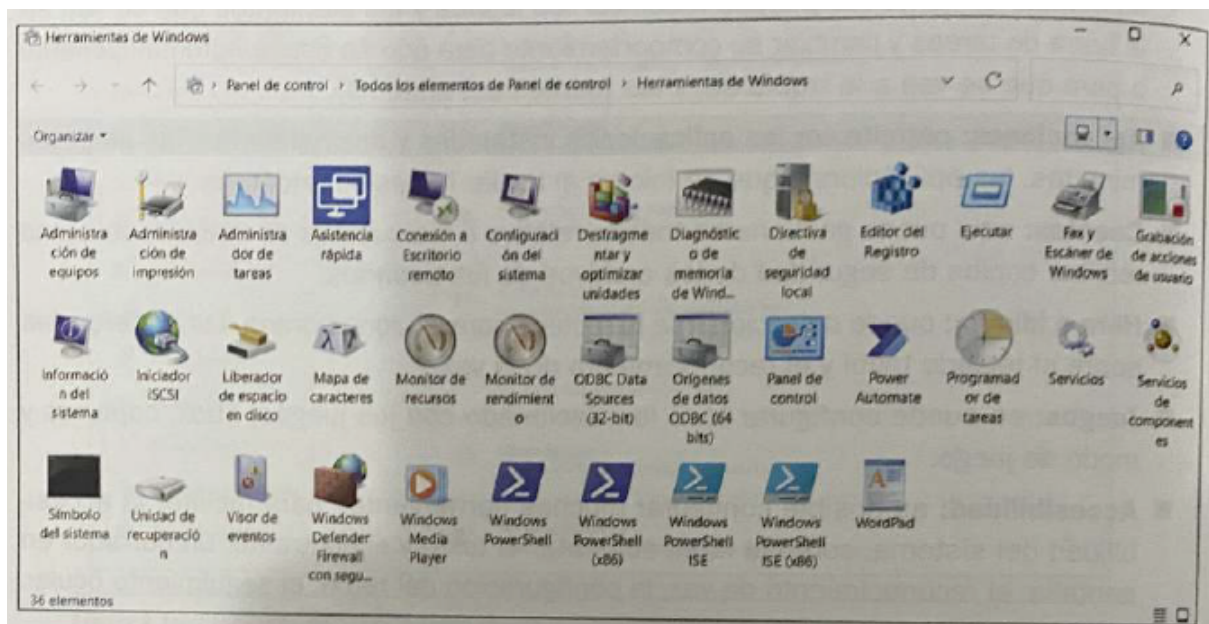 Herramientas de Windows
Panel de control › Todos los elementos de Panel de control › Herramientas de Windows
Organizar
Administra
ción de
equipos
Administra
ción de
impresión
Administra
dor de
tareas
Asistencia
rápida
Conexión a
Escritorio
remoto
Configuraci
ón del
sistema
Desfragme
ntar y
optimizar
unidades
Diagnóstic
o de
memoria
de Wind...
Directiva
de
seguridad
local
Editor del
Registro
Ejecutar
Fax y
Escáner de
Windows
Grabación
de acciones
de usuario
Informació
n del
sistema
Iniciador
iSCSI
Liberador
de espacio
en disco
Mapa de
caracteres
Monitor de
recursos
Monitor de
rendimient
o
ODBC Data
Sources
(32-bit)
Orígenes
de datos
ODBC (64
bits)
Panel de
control
Power
Automate
Programad
or de
tareas
Servicios
Servicios
de
component
es
Símbolo
del sistema
Unidad de
recuperació
n
Visor de
eventos
Windows
Defender
Firewall
con segu...
Windows
Media
Player
Windows
PowerShell
Windows
PowerShell
(x86)
Windows
PowerShell
ISE
Windows
PowerShell
ISE (x86)
WordPad
36 elementos